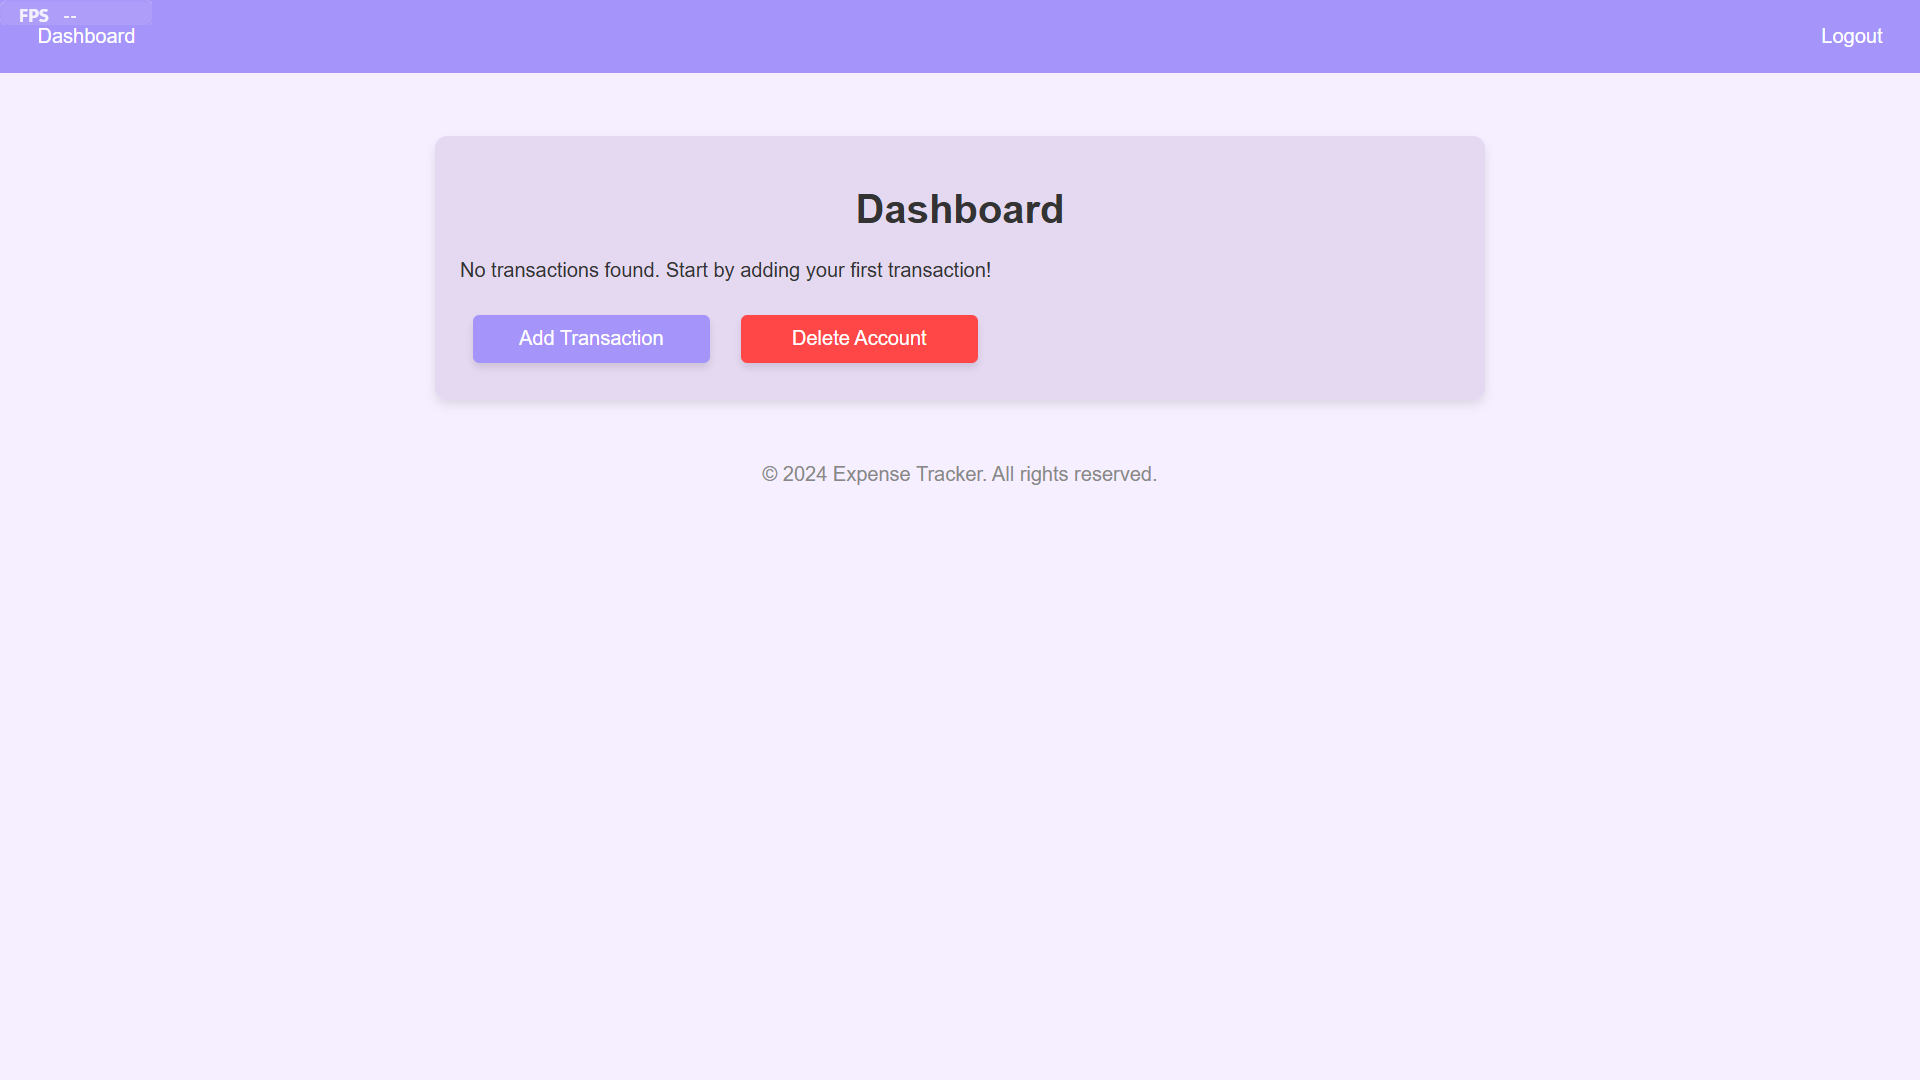 FPS --
Dashboard
Logout
Dashboard
No transactions found. Start by adding your first transaction!
Add Transaction
Delete Account
© 2024 Expense Tracker. All rights reserved.